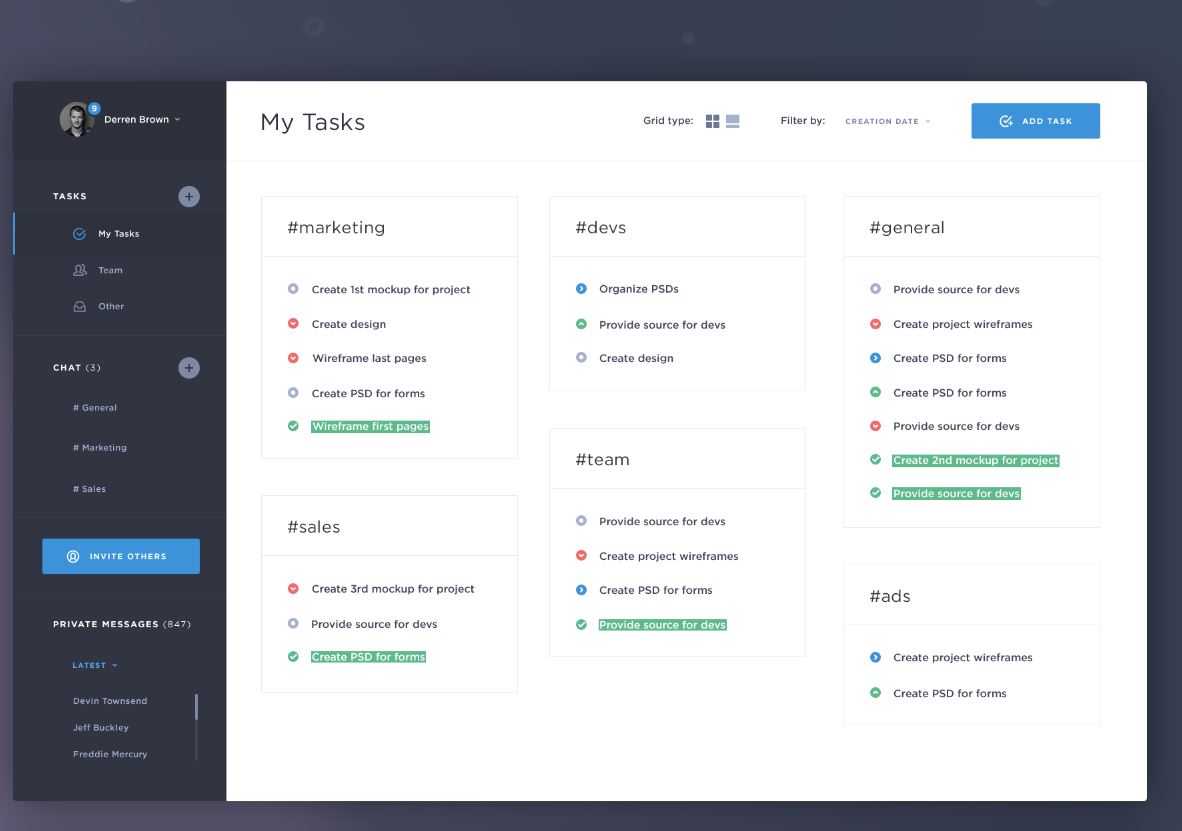 9
Derren Brown
TASKS
My Tasks
Team
Other
CHAT (3)
# General
# Marketing
# Sales
INVITE OTHERS
PRIVATE MESSAGES (847)
LATEST
Devin Townsend
Jeff Buckley
Freddie Mercury
My Tasks
Grid type:
Filter by:
CREATION DATE
ADD TASK
#marketing
Create 1st mockup for project
Create design
Wireframe last pages
Create PSD for forms
Wireframe first pages
#sales
Create 3rd mockup for project
Provide source for devs
Create PSD for forms
#devs
Organize PSDs
Provide source for devs
Create design
#team
Provide source for devs
Create project wireframes
Create PSD for forms
Provide source for devs
#general
Provide source for devs
Create project wireframes
Create PSD for forms
Create PSD for forms
Provide source for devs
Create 2nd mockup for project
Provide source for devs
#ads
Create project wireframes
Create PSD for forms